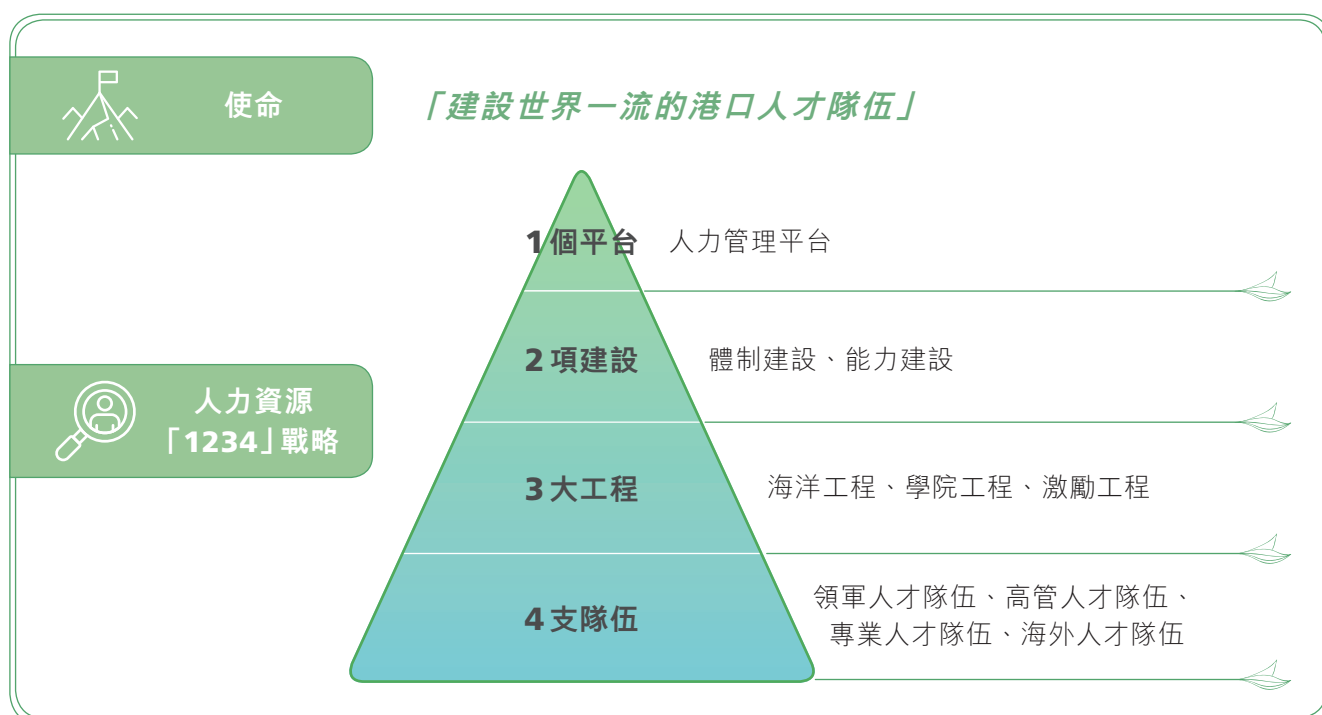 使命
「建設世界一流的港口人才隊伍」
1個平台
人力管理平台
2項建設
體制建設、能力建設
人力資源
「1234」戰略
3大工程
海洋工程、學院工程、激勵工程
4支隊伍
領軍人才隊伍、高管人才隊伍、
專業人才隊伍、海外人才隊伍